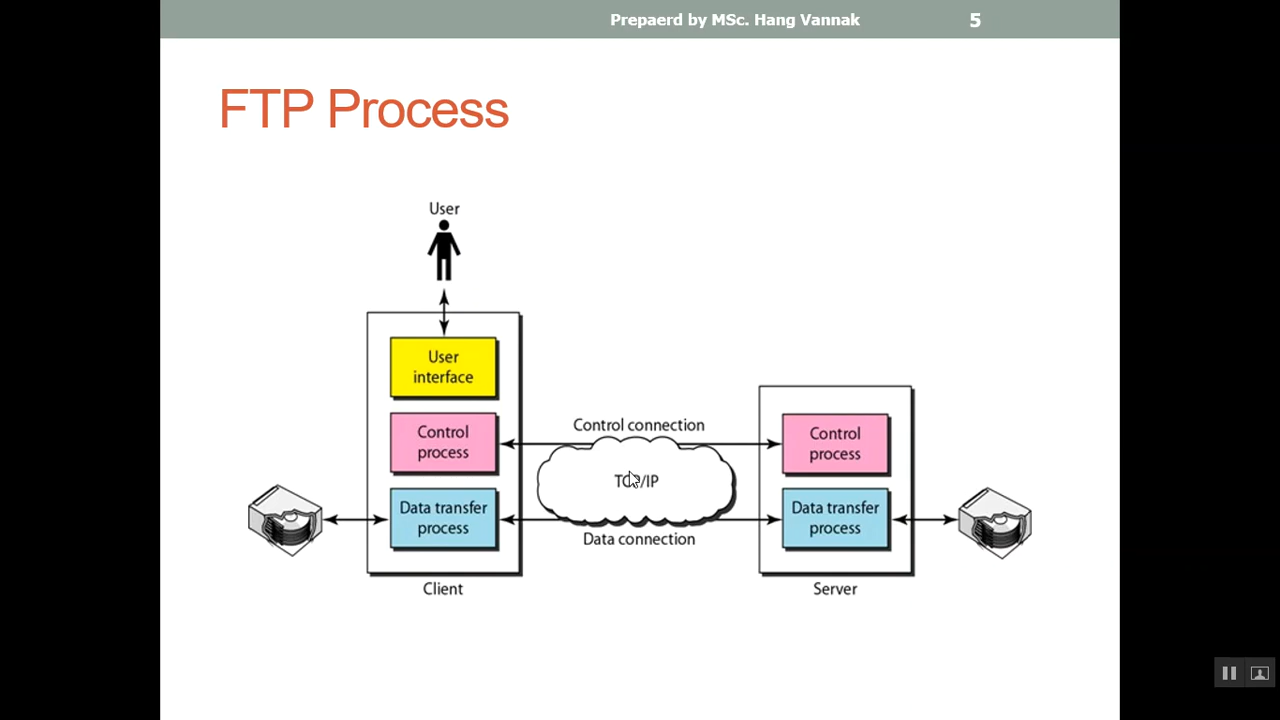 Prepaerd by MSc. Hang Vannak
5
FTP Process
User
User
interface
Control
process
Data transfer
process
Client
Control connection
TCP/IP
Data connection
Control
process
Data transfer
process
Server